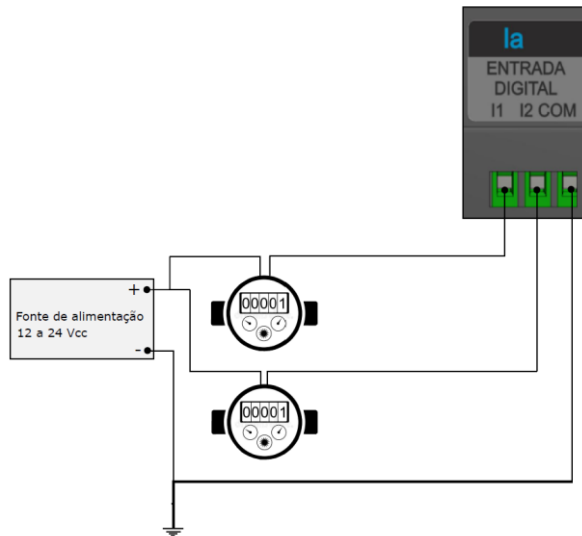 Ia
ENTRADA
DIGITAL
I1 I2 COM
+
Fonte de alimentação
12 a 24 Vcc
-
00001
00001